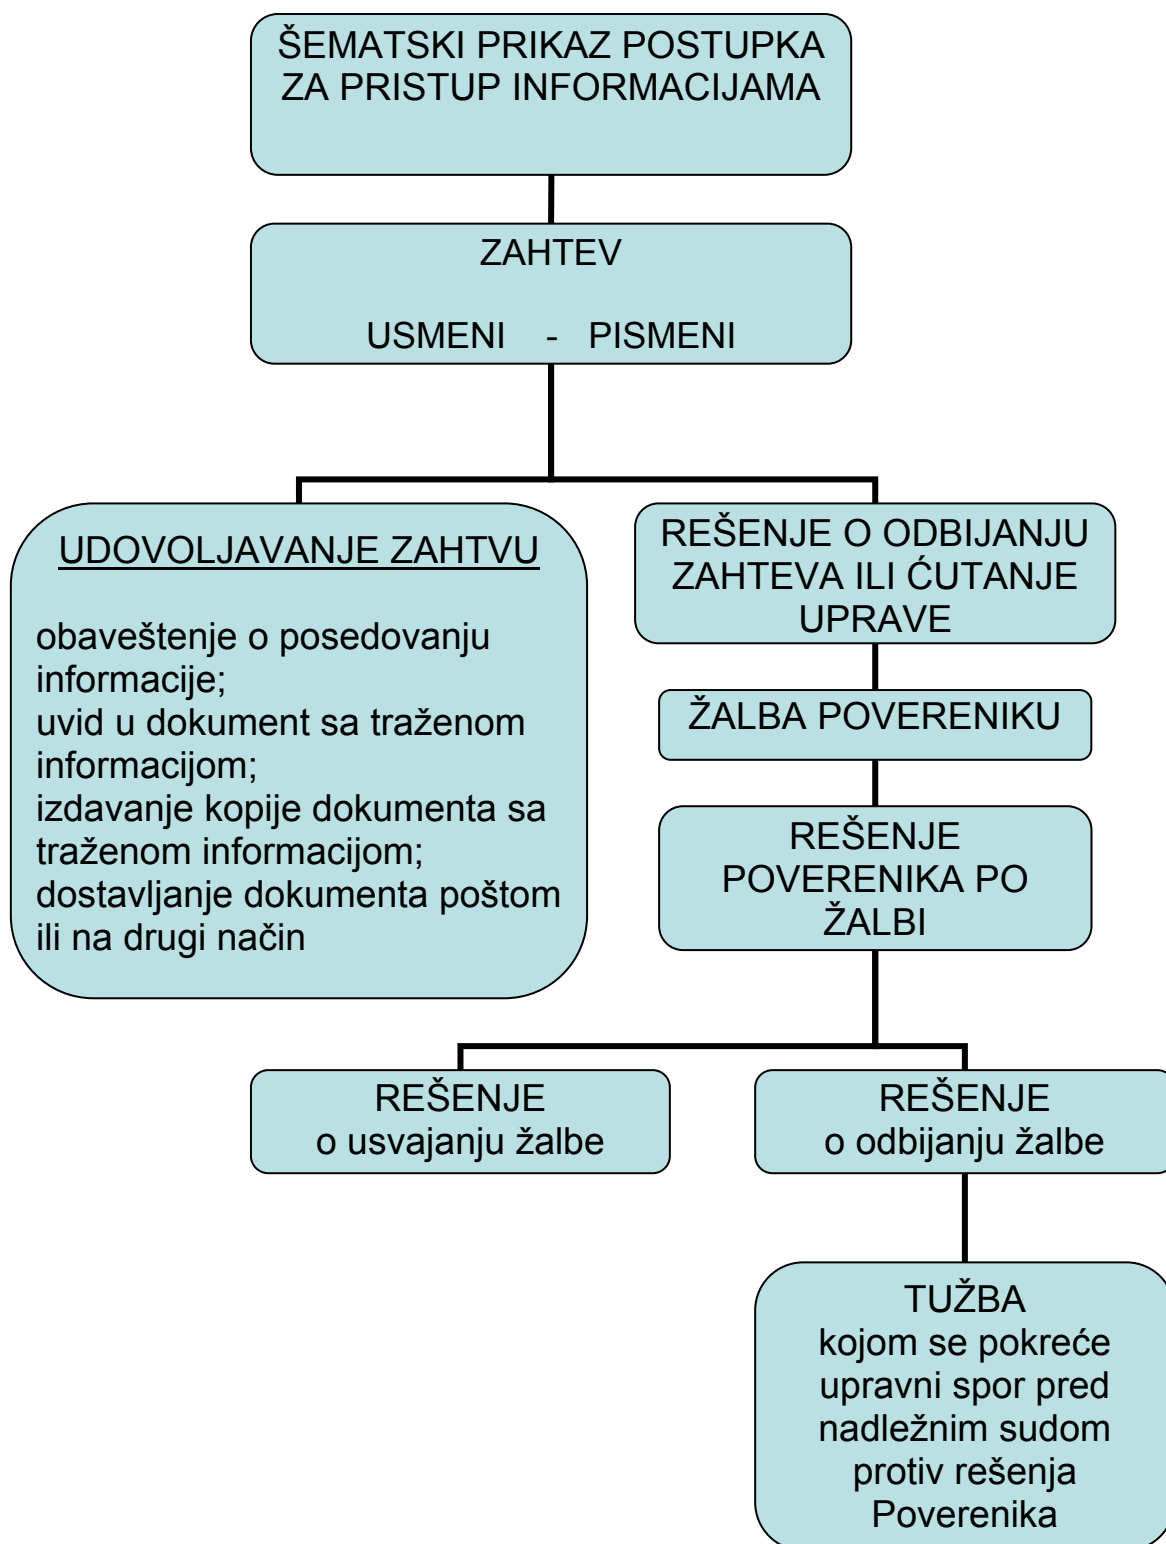 ŠEMATSKI PRIKAZ POSTUPKA
ZA PRISTUP INFORMACIJAMA
ZAHTEV
USMENI - PISMENI
UDOVOLJAVANJE ZAHTVU
obaveštenje o posedovanju
informacije;
uvid u dokument sa traženom
informacijom;
izdavanje kopije dokumenta sa
traženom informacijom;
dostavljanje dokumenta poštom
ili na drugi način
REŠENJE O ODBIJANJU
ZAHTEVA ILI ĆUTANJE
UPRAVE
ŽALBA POVERENIKU
REŠENJE
POVERENIKA PO
ŽALBI
REŠENJE
o usvajanju žalbe
REŠENJE
o odbijanju žalbe
TUŽBA
kojom se pokreće
upravni spor pred
nadležnim sudom
protiv rešenja
Poverenika